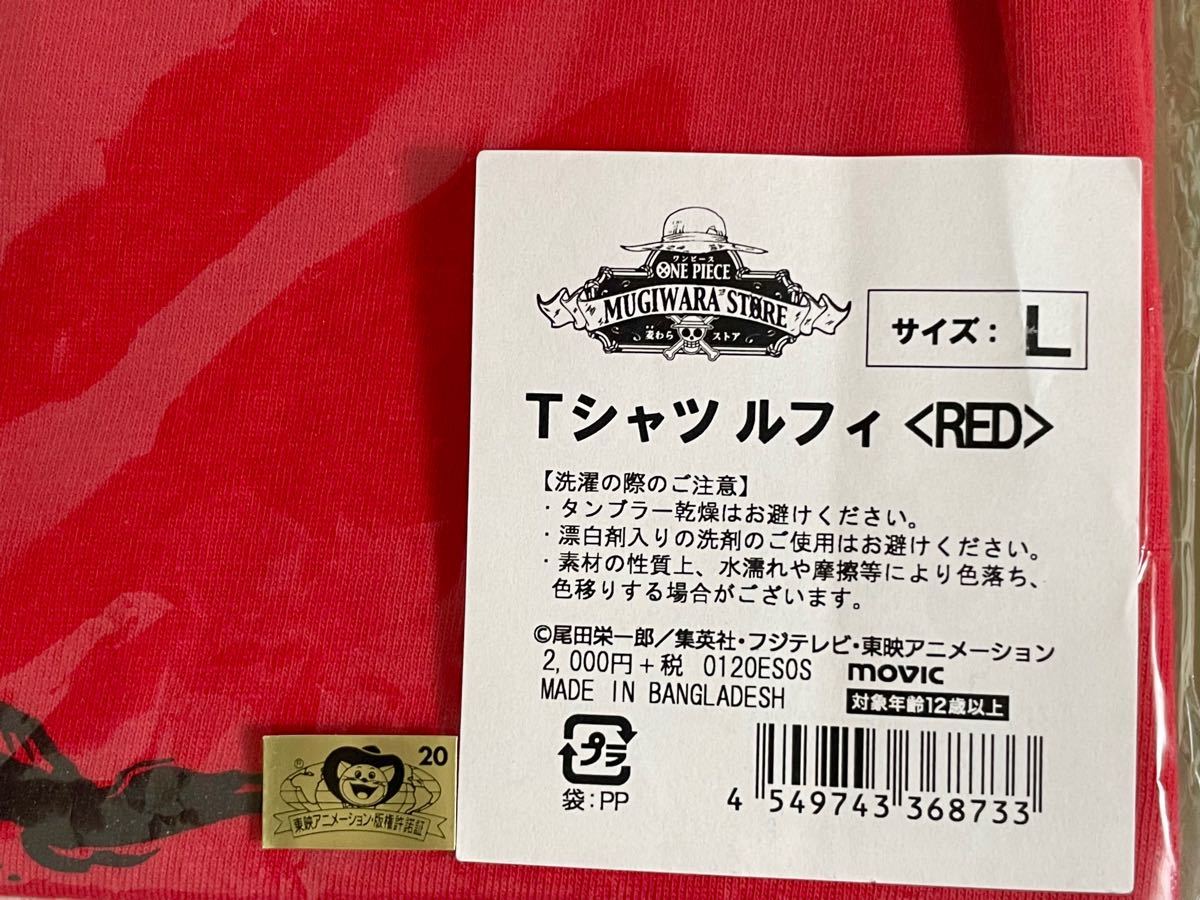 ワンピース
ONE PIECE
MUGIWARA STORE
麦わら ストア
サイズ: L
Tシャツ ルフィ <RED>
【洗濯の際のご注意】
・タンブラー乾燥はお避けください。
・漂白剤入りの洗剤のご使用はお避けください。
・素材の性質上、水濡れや摩擦等により色落ち、
色移りする場合がございます。
©尾田栄一郎／集英社・フジテレビ・東映アニメーション
2,000円+税 0120ES0S movic
MADE IN BANGLADESH 対象年齢12歳以上
プラ
袋:PP
4 549743 368733
® 20
東映アニメーション・版権許諾証